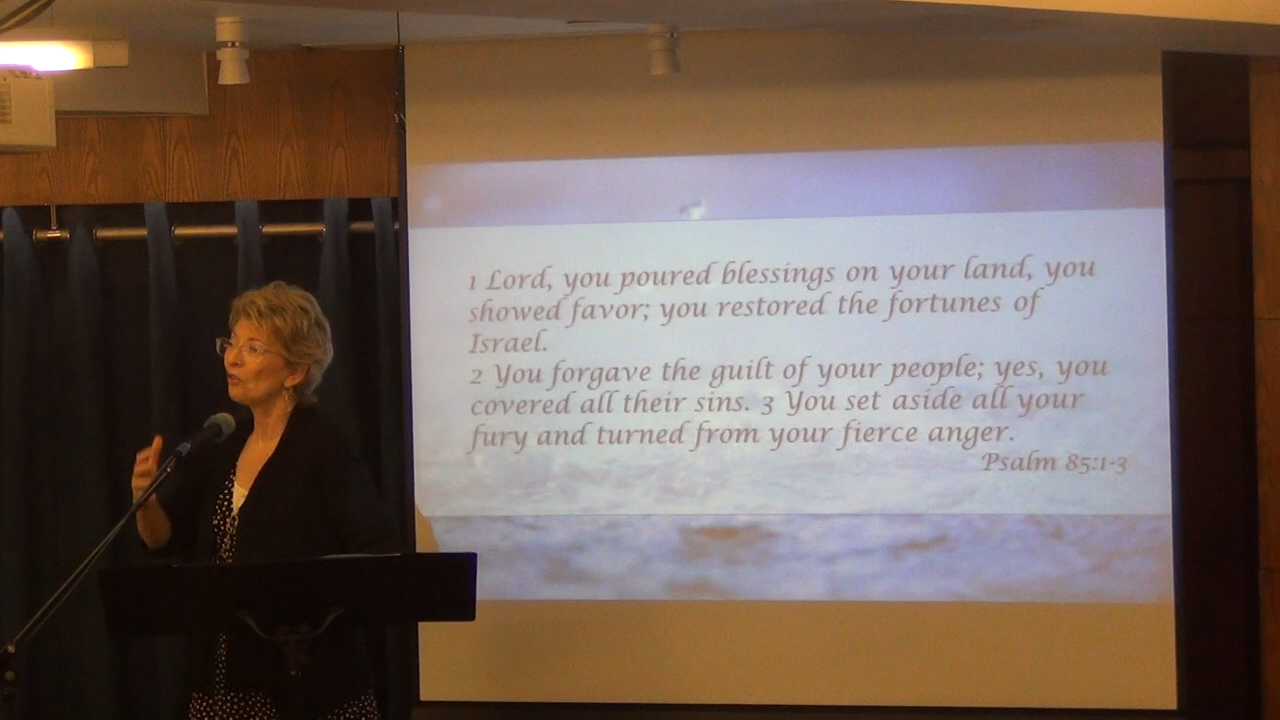 1 Lord, you poured blessings on your land, you
showed favor; you restored the fortunes of
Israel.
2 You forgave the guilt of your people; yes, you
covered all their sins. 3 You set aside all your
fury and turned from your fierce anger.
Psalm 85:1-3